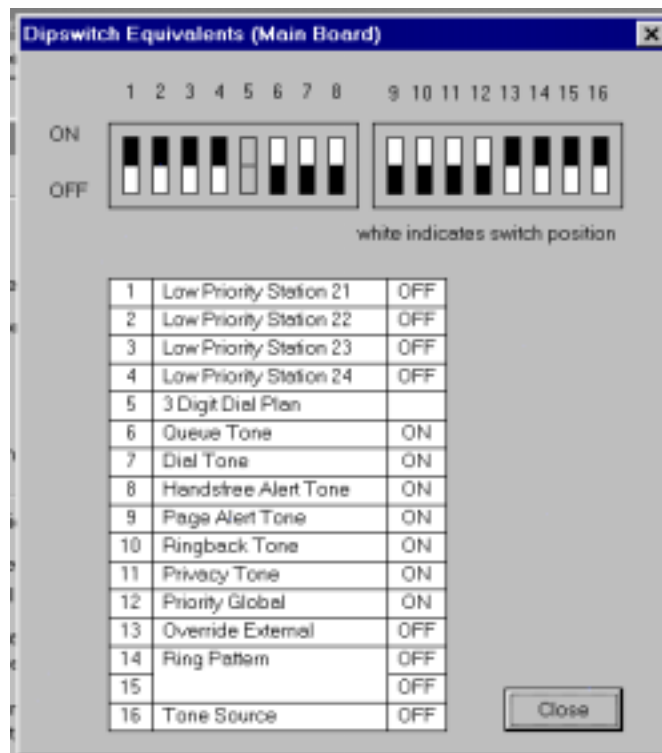 Dipswitch Equivalents (Main Board)
1 2 3 4 5 6 7 8 9 10 11 12 13 14 15 16
ON
OFF
white indicates switch position
1 Low Priority Station 21 OFF
2 Low Priority Station 22 OFF
3 Low Priority Station 23 OFF
4 Low Priority Station 24 OFF
5 3 Digit Dial Plan
6 Queue Tone ON
7 Dial Tone ON
8 Handsfree Alert Tone ON
9 Page Alert Tone ON
10 Ringback Tone ON
11 Privacy Tone ON
12 Priority Global ON
13 Override External OFF
14 Ring Pattern OFF
15 OFF
16 Tone Source OFF
Close